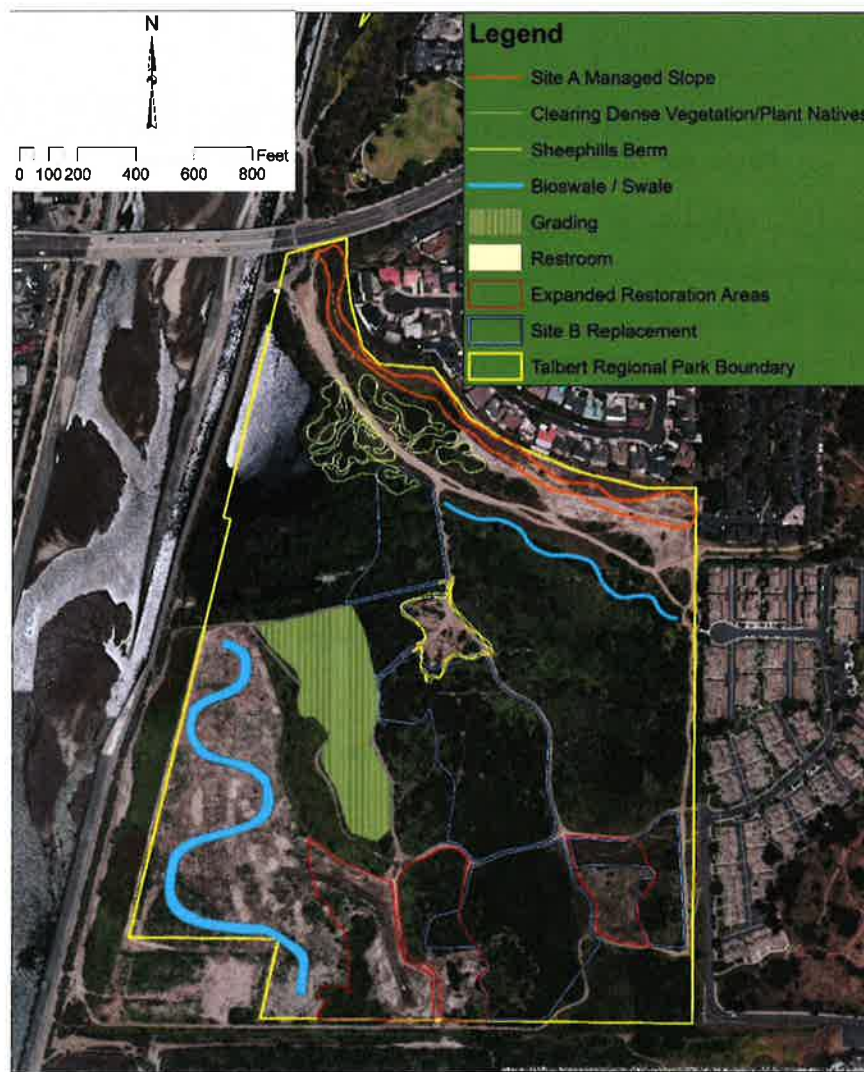 N
0 100 200 400 600 800 Feet
Legend
Site A Managed Slope
Clearing Dense Vegetation/Plant Natives
Sheephills Berm
Bioswale / Swale
Grading
Restroom
Expanded Restoration Areas
Site B Replacement
Talbert Regional Park Boundary